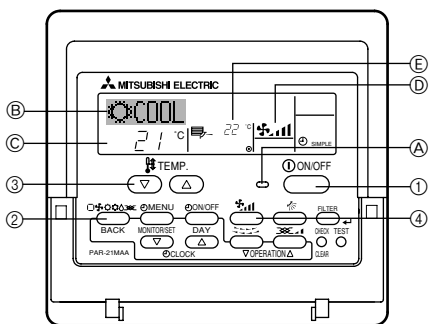 Ⓔ
MITSUBISHI ELECTRIC
Ⓓ
Ⓑ COOL
22 °C
Ⓒ 21 °C
SIMPLE
Ⓐ
TEMP.
ON/OFF
③ ▽ △ ①
MENU ON/OFF FILTER
② ④
BACK MONITOR/SET DAY CHECK TEST
▽ △
PAR-21MAA CLOCK ▽OPERATION△ CLEAR